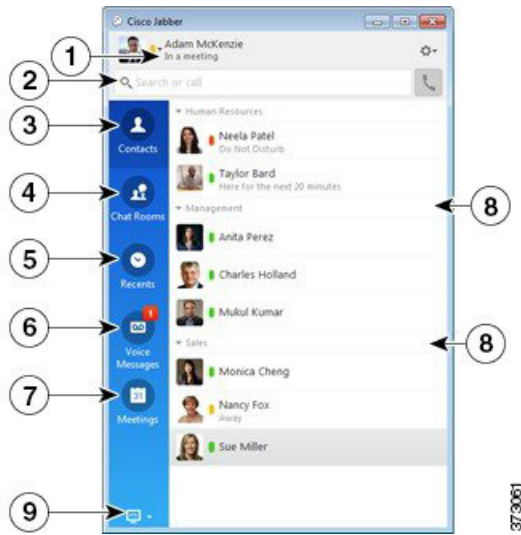 Cisco Jabber
1
Adam McKenzie
In a meeting
2
Search or call
3
Contacts
Human Resources
Neela Patel
Do Not Disturb
Taylor Bard
Here for the next 20 minutes
4
Chat Rooms
Management
8
Anita Perez
5
Recents
Charles Holland
6
1
Voice
Messages
Mukul Kumar
Sales
8
Monica Cheng
7
31
Meetings
Nancy Fox
Away
Sue Miller
9
373061